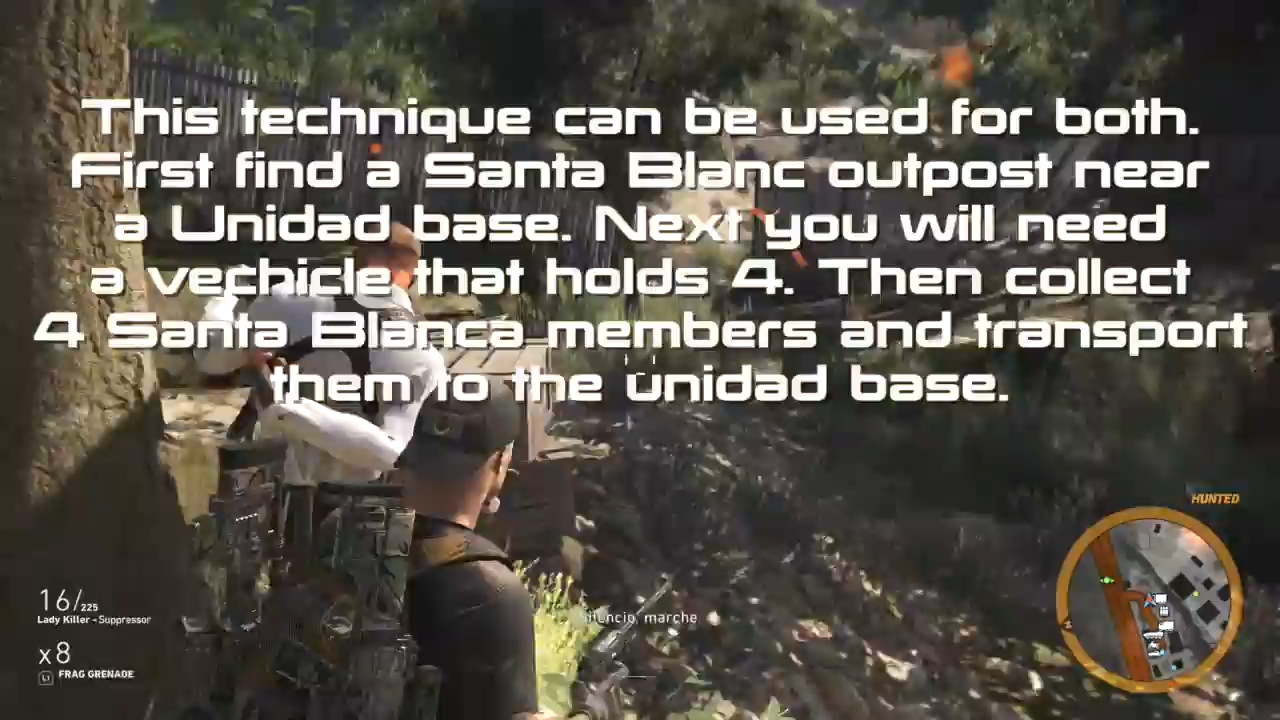 This technique can be used for both.
First find a Santa Blanc outpost near
a Unidad base. Next you will need
a vechicle that holds 4. Then collect
4 Santa Blanca members and transport
them to the unidad base.
HUNTED
16/225
Lady Killer - Suppressor
marche
x8
L1 FRAG GRENADE